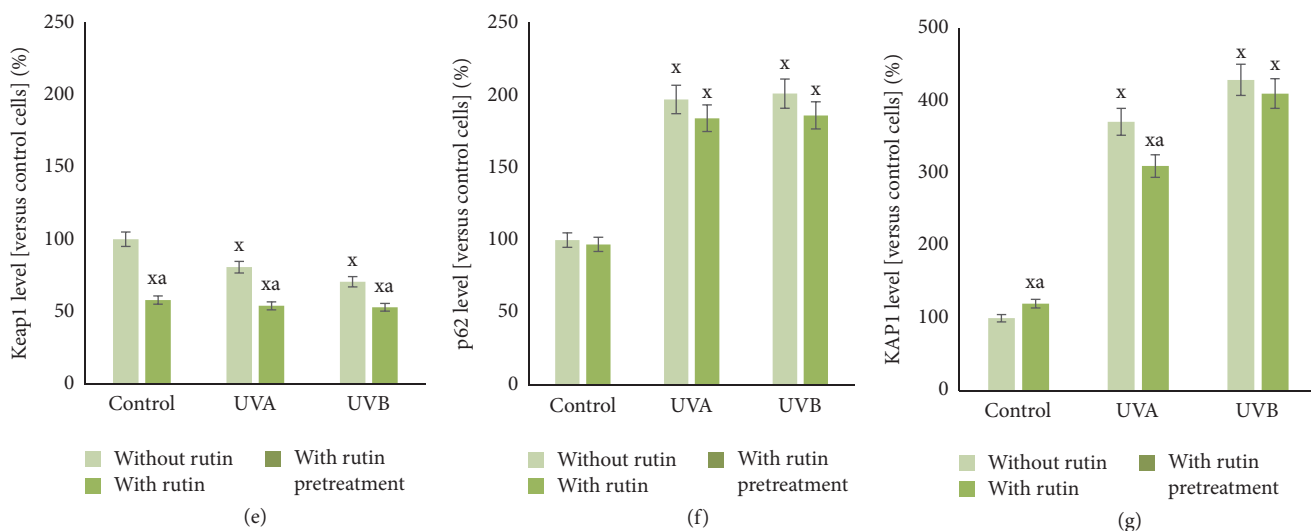 Keap1 level [versus control cells] (%)
250
200
150
100
50
0
x
x
xa
xa
xa
Control
UVA
UVB
Without rutin
With rutin
With rutin
pretreatment
(e)
p62 level [versus control cells] (%)
250
200
150
100
50
0
x
x
x
x
Control
UVA
UVB
Without rutin
With rutin
With rutin
pretreatment
(f)
KAP1 level [versus control cells] (%)
500
400
300
200
100
0
xa
x
xa
x
x
Control
UVA
UVB
Without rutin
With rutin
With rutin
pretreatment
(g)